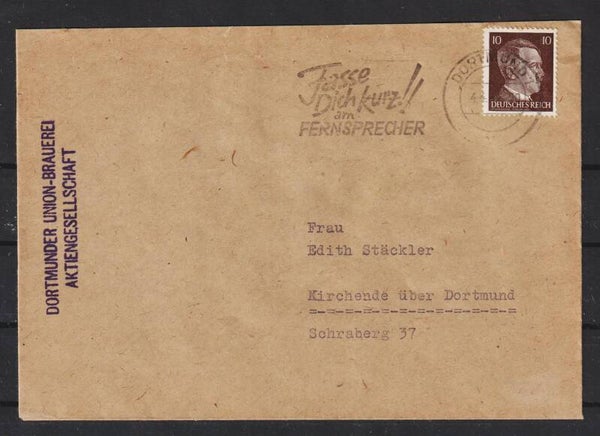 DORTMUNDER UNION-BRAUEREI
AKTIENGESELLSCHAFT
Fasse
Dich kurz!!
am
FERNSPRECHER
DORTMUND
10 10
DEUTSCHES REICH
Frau
Edith Stäckler
Kirchende über Dortmund
=-=-=-=-=-=-=-=-=-=-=
Schraberg 37